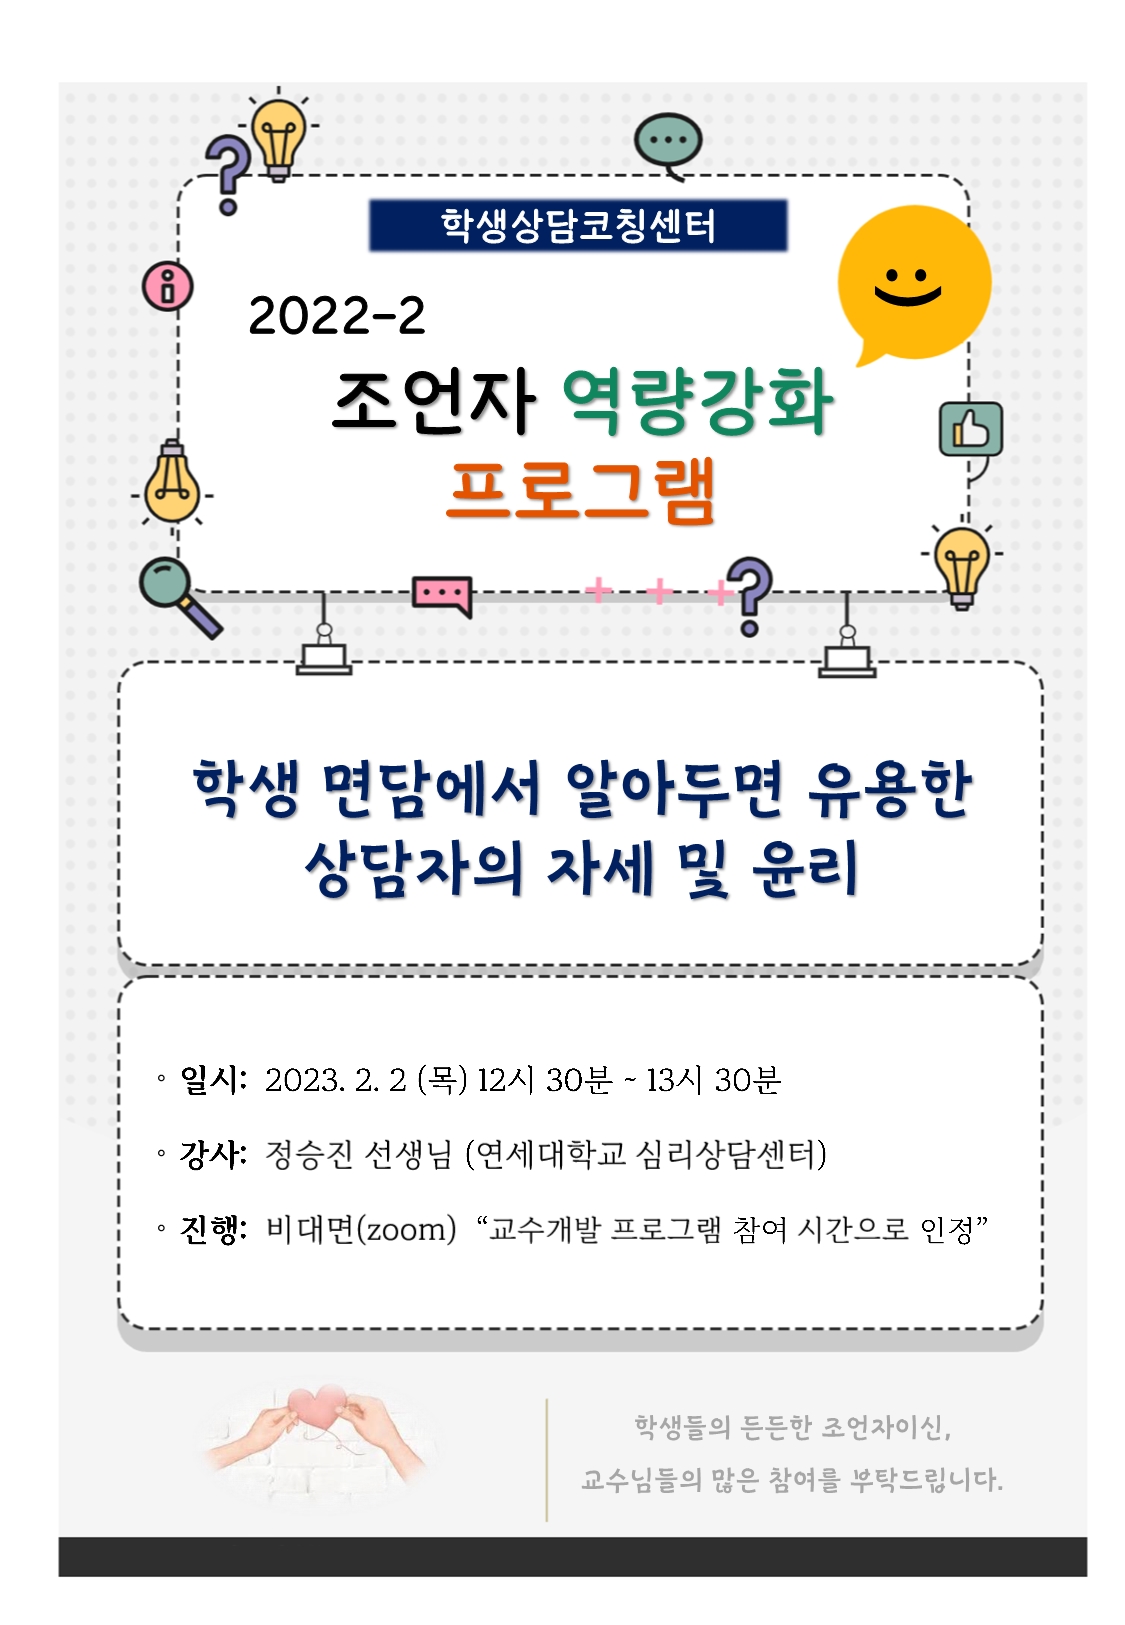 학생상담코칭센터
2022-2
조언자 역량강화
프로그램
학생 면담에서 알아두면 유용한
상담자의 자세 및 윤리
◦ 일시: 2023. 2. 2 (목) 12시 30분 ~ 13시 30분
◦ 강사: 정승진 선생님 (연세대학교 심리상담센터)
◦ 진행: 비대면(zoom) “교수개발 프로그램 참여 시간으로 인정”
학생들의 든든한 조언자이신,
교수님들의 많은 참여를 부탁드립니다.